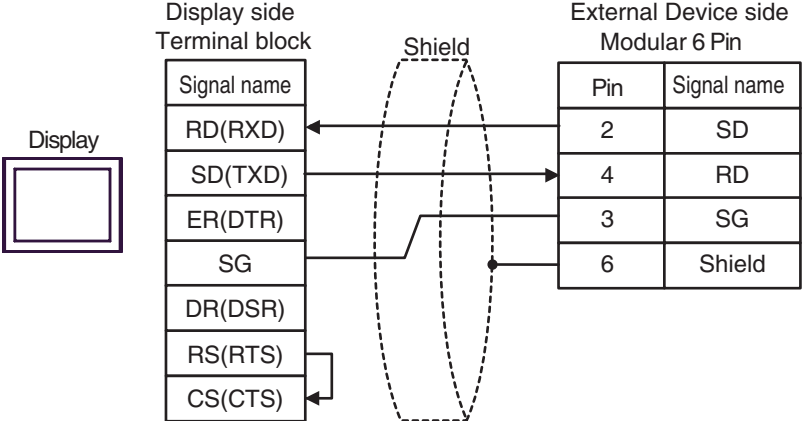 Display side
Terminal block
External Device side
Modular 6 Pin
Shield
Display
Signal name
RD(RXD)
SD(TXD)
ER(DTR)
SG
DR(DSR)
RS(RTS)
CS(CTS)
Pin Signal name
2 SD
4 RD
3 SG
6 Shield